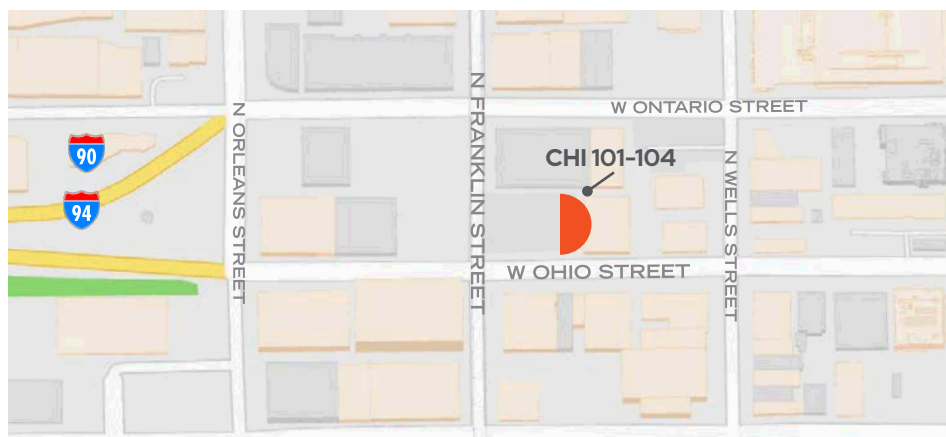 W ONTARIO STREET
N ORLEANS STREET
N FRANKLIN STREET
90
CHI 101-104
N WELLS STREET
94
W OHIO STREET